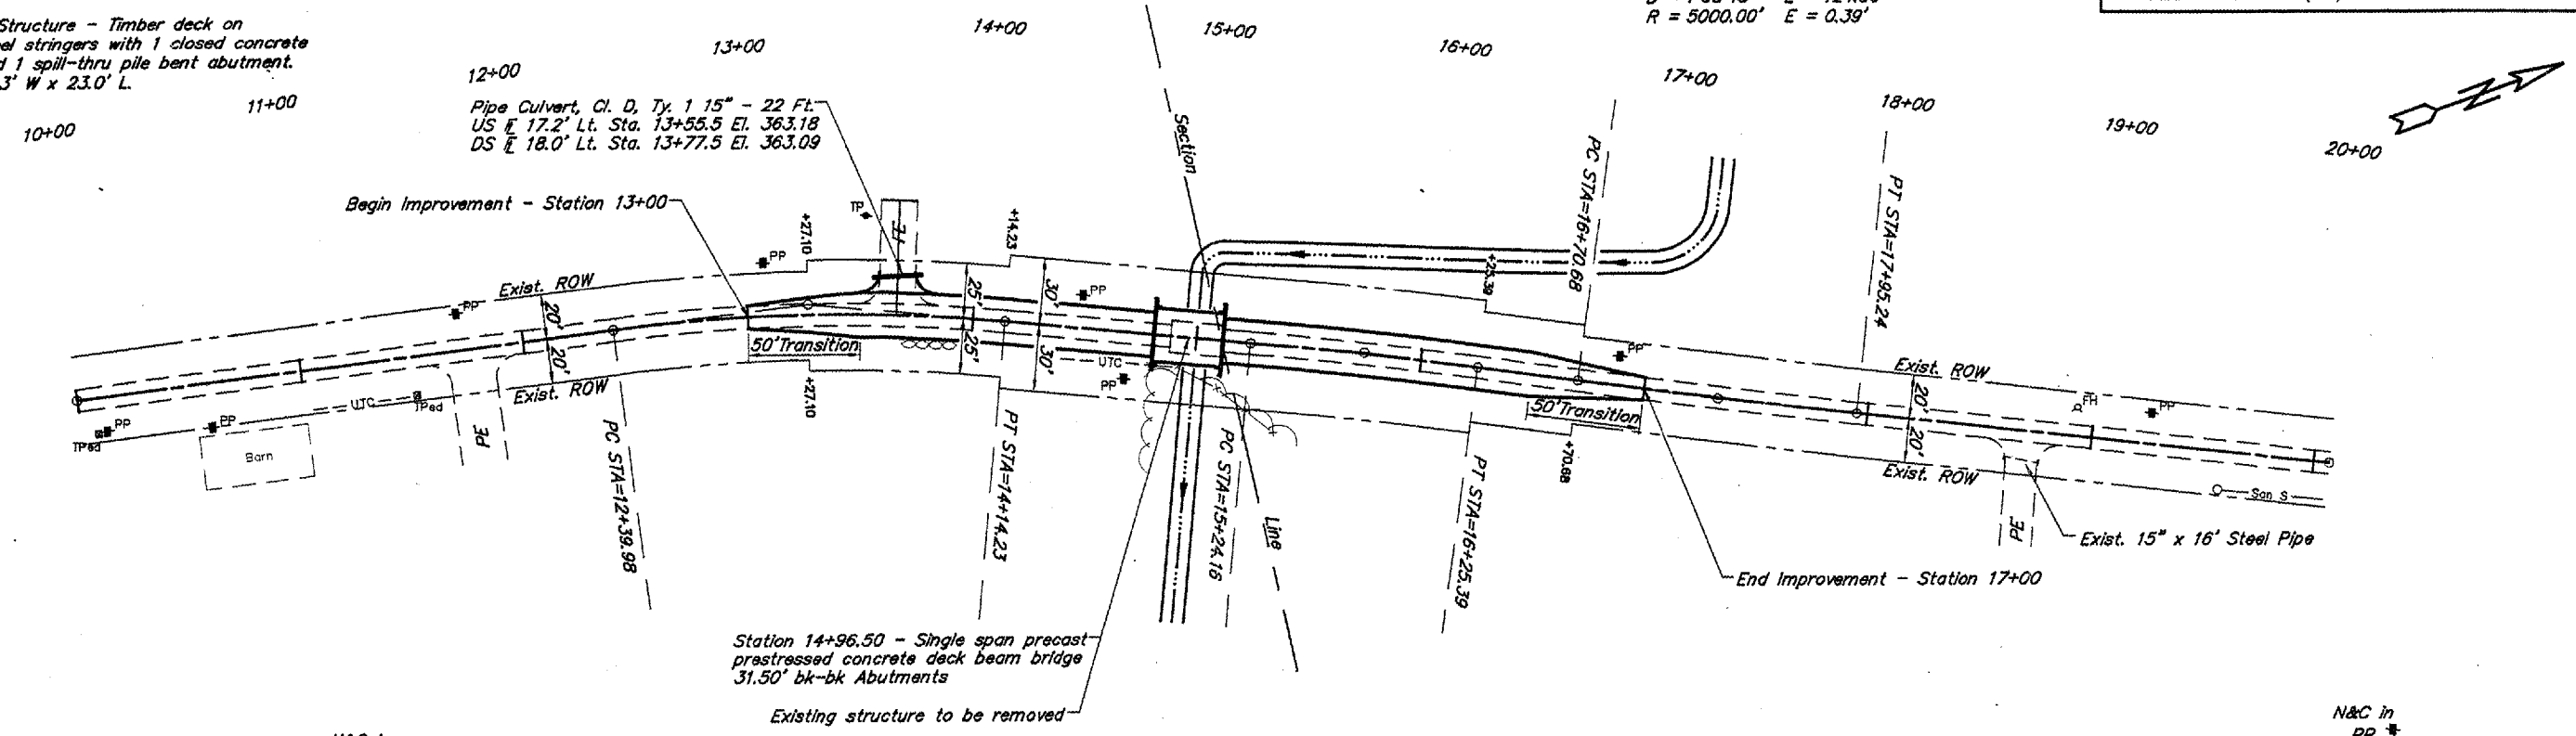 Structure - Timber deck on
stringers with 1 closed concrete
1 spill-thru pile bent abutment.
3' W x 23.0' L.
10+00
11+00
12+00
13+00
14+00
15+00
16+00
17+00
18+00
19+00
20+00
R = 5000.00' E = 0.39'
Pipe Culvert, Cl. D, Ty. 1 15" - 22 Ft.
US ℄ 17.2' Lt. Sta. 13+55.5 El. 363.18
DS ℄ 18.0' Lt. Sta. 13+77.5 El. 363.09
Begin Improvement - Station 13+00
Section
Line
PC STA=16+70.68
PT STA=17+95.24
TP
FE
+27.10
+14.23
+25.39
PP
PP
PP
PP
Exist. ROW
20'
20'
Exist. ROW
50' Transition
25'
25'
30'
30'
UTC
PP
50' Transition
Exist. ROW
20'
20'
Exist. ROW
FH
PP
TPed
PP
PP
UTC
TPed
PE
Barn
PC STA=12+39.98
+27.10
PT STA=14+14.23
PC STA=15+24.16
PT STA=16+25.39
+70.68
PE
San S
Exist. 15" x 16' Steel Pipe
End Improvement - Station 17+00
Station 14+96.50 - Single span precast
prestressed concrete deck beam bridge
31.50' bk-bk Abutments
Existing structure to be removed
N&C in
PP